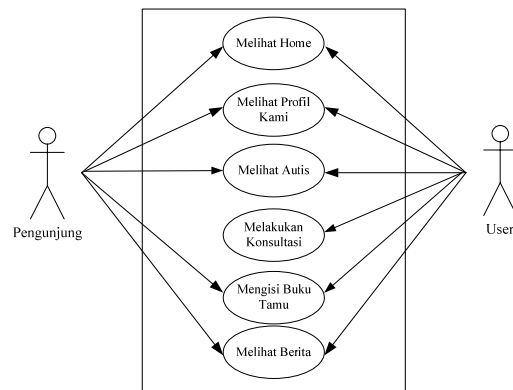 Melihat Home
Melihat Profil
Kami
Melihat Autis
Melakukan
Konsultasi
Mengisi Buku
Tamu
Melihat Berita
Pengunjung
User